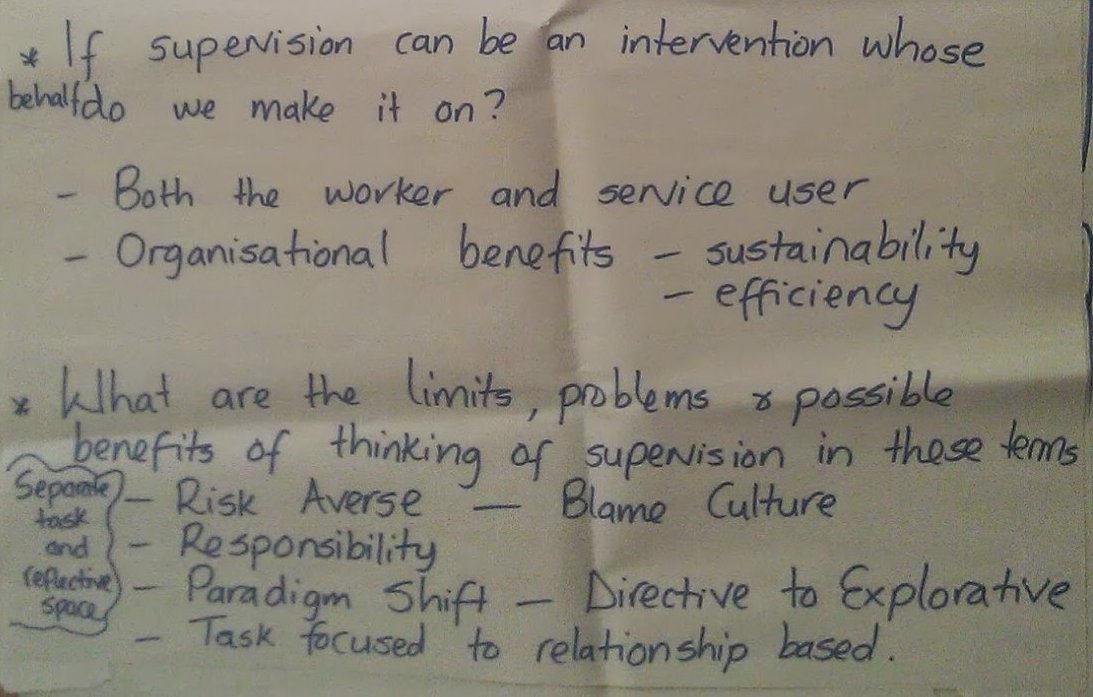 * If supervision can be an intervention whose
behalf do we make it on?
- Both the worker and service user
- Organisational benefits - sustainability
- efficiency
* What are the limits, problems & possible
benefits of thinking of supervision in these terms
Separate task and reflective space
- Risk Averse - Blame Culture
- Responsibility
- Paradigm Shift - Directive to Explorative
- Task focused to relationship based.